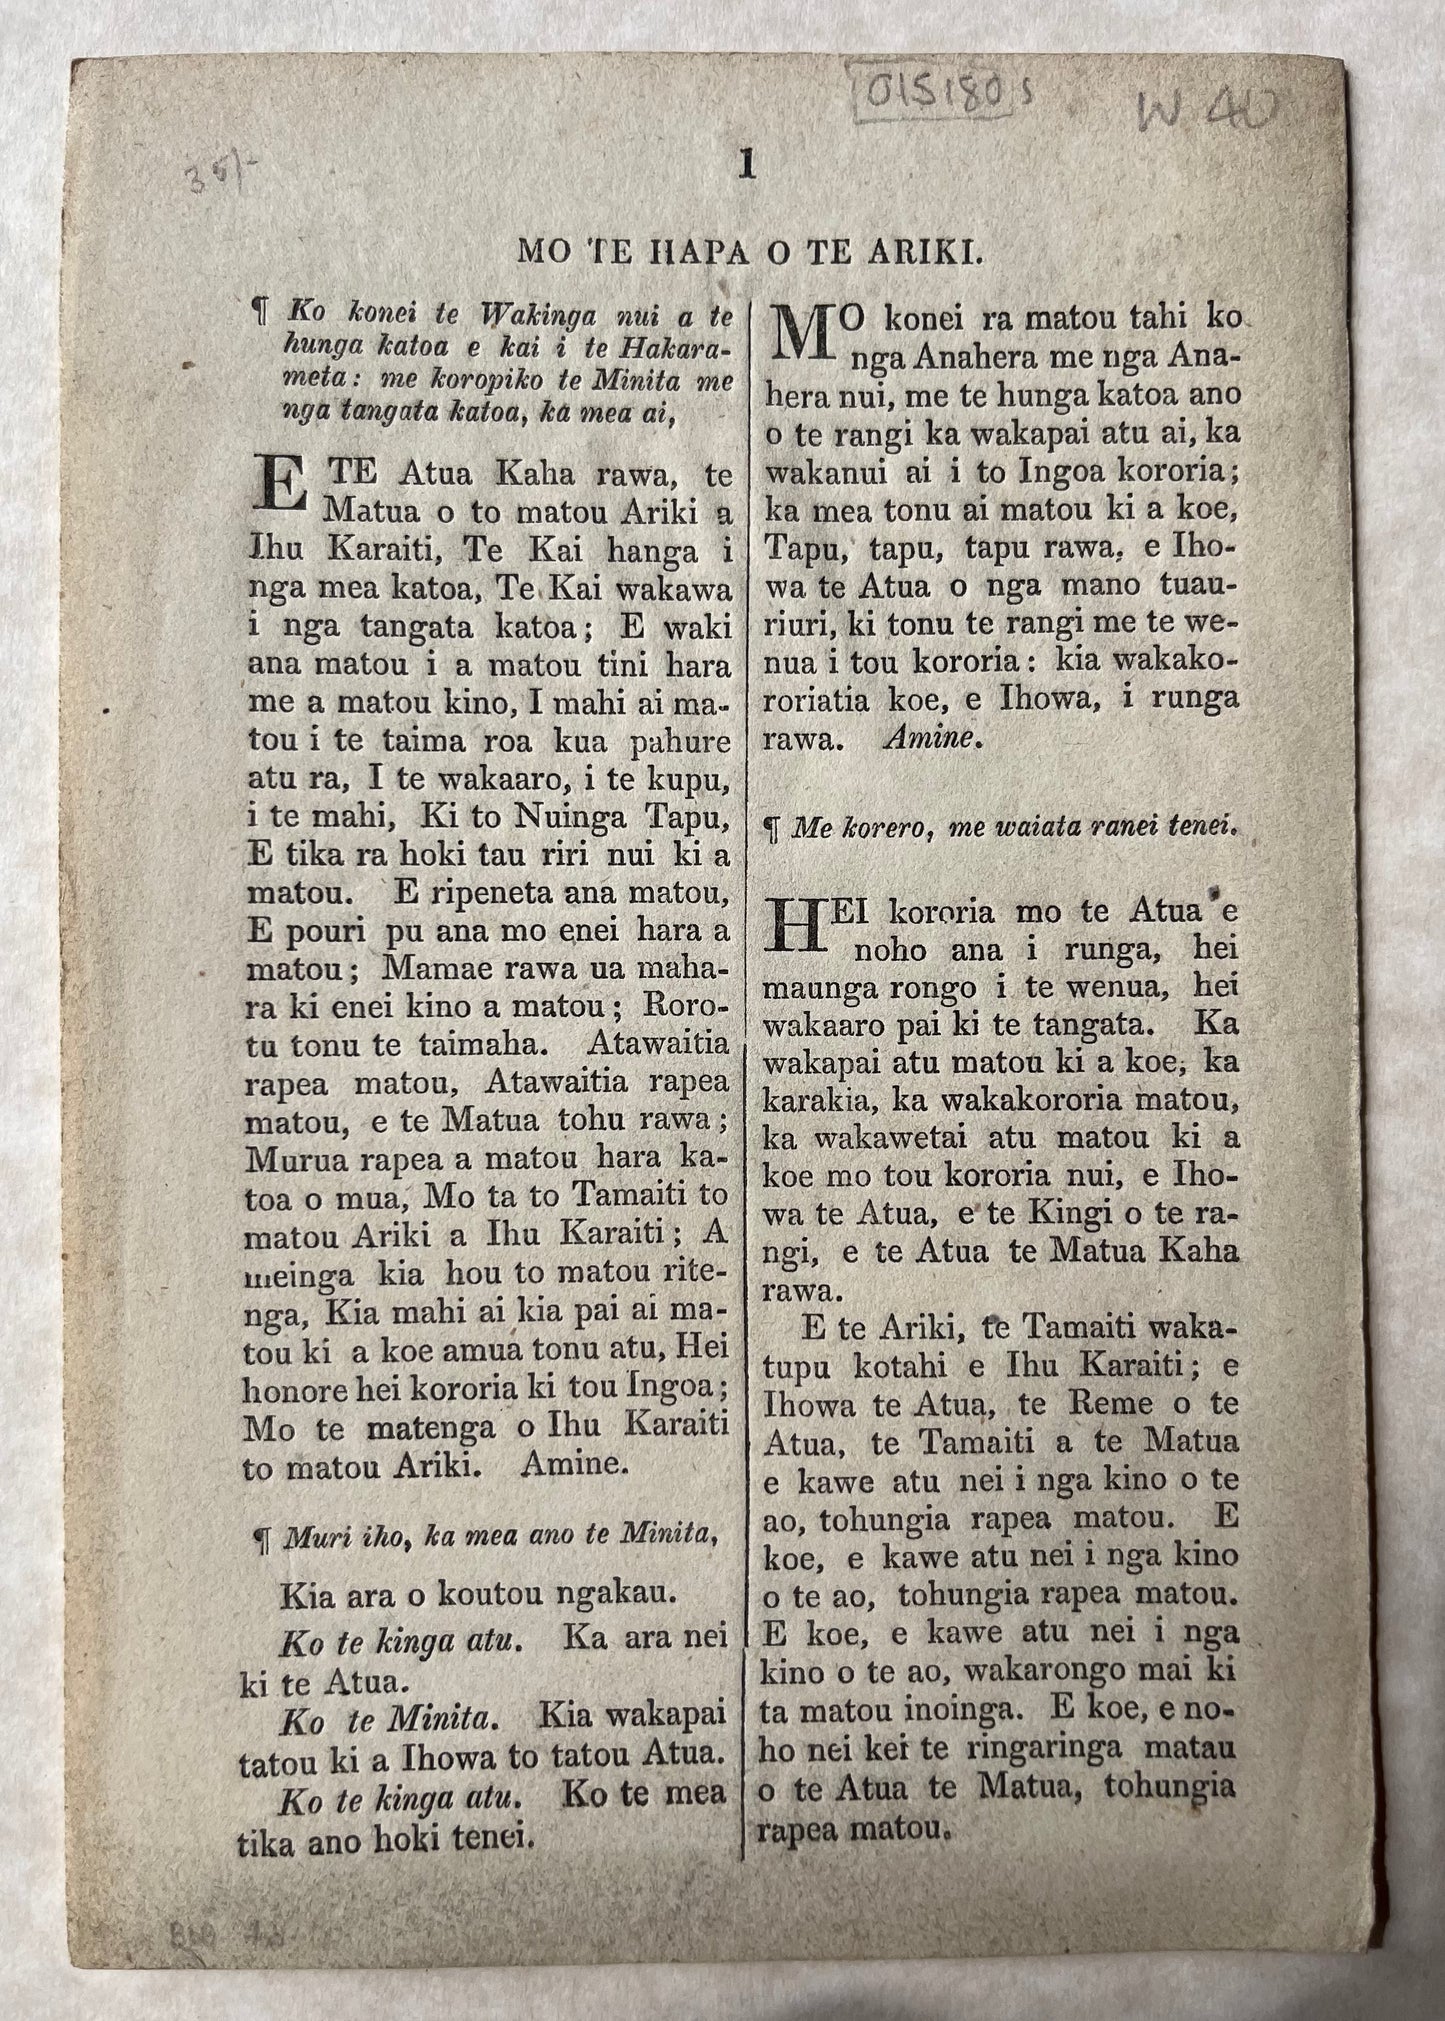 015180 s
W 40
35/-
1
MO TE HAPA O TE ARIKI.
¶ Ko konei te Wakinga nui a te
hunga katoa e kai i te Hakara-
meta: me koropiko te Minita me
nga tangata katoa, ka mea ai,
E TE Atua Kaha rawa, te
Matua o to matou Ariki a
Ihu Karaiti, Te Kai hanga i
nga mea katoa, Te Kai wakawa
i nga tangata katoa; E waki
ana matou i a matou tini hara
me a matou kino, I mahi ai ma-
tou i te taima roa kua pahure
atu ra, I te wakaaro, i te kupu,
i te mahi, Ki to Nuinga Tapu,
E tika ra hoki tau riri nui ki a
matou. E ripeneta ana matou,
E pouri pu ana mo enei hara a
matou; Mamae rawa ua maha-
ra ki enei kino a matou; Roro-
tu tonu te taimaha. Atawaitia
rapea matou, Atawaitia rapea
matou, e te Matua tohu rawa;
Murua rapea a matou hara ka-
toa o mua, Mo ta to Tamaiti to
matou Ariki a Ihu Karaiti; A
meinga kia hou to matou rite-
nga, Kia mahi ai kia pai ai ma-
tou ki a koe amua tonu atu, Hei
honore hei kororia ki tou Ingoa;
Mo te matenga o Ihu Karaiti
to matou Ariki. Amine.
¶ Muri iho, ka mea ano te Minita,
Kia ara o koutou ngakau.
Ko te kinga atu. Ka ara nei
ki te Atua.
Ko te Minita. Kia wakapai
tatou ki a Ihowa to tatou Atua.
Ko te kinga atu. Ko te mea
tika ano hoki tenei.
MO konei ra matou tahi ko
nga Anahera me nga Ana-
hera nui, me te hunga katoa ano
o te rangi ka wakapai atu ai, ka
wakanui ai i to Ingoa kororia;
ka mea tonu ai matou ki a koe,
Tapu, tapu, tapu rawa, e Iho-
wa te Atua o nga mano tuau-
riuri, ki tonu te rangi me te we-
nua i tou kororia: kia wakako-
roriatia koe, e Ihowa, i runga
rawa. Amine.
¶ Me korero, me waiata ranei tenei.
HEI kororia mo te Atua e
noho ana i runga, hei
maunga rongo i te wenua, hei
wakaaro pai ki te tangata. Ka
wakapai atu matou ki a koe, ka
karakia, ka wakakororia matou,
ka wakawetai atu matou ki a
koe mo tou kororia nui, e Iho-
wa te Atua, e te Kingi o te ra-
ngi, e te Atua te Matua Kaha
rawa.
E te Ariki, te Tamaiti waka-
tupu kotahi e Ihu Karaiti; e
Ihowa te Atua, te Reme o te
Atua, te Tamaiti a te Matua
e kawe atu nei i nga kino o te
ao, tohungia rapea matou. E
koe, e kawe atu nei i nga kino
o te ao, tohungia rapea matou.
E koe, e kawe atu nei i nga
kino o te ao, wakarongo mai ki
ta matou inoinga. E koe, e no-
ho nei kei te ringaringa matau
o te Atua te Matua, tohungia
rapea matou.